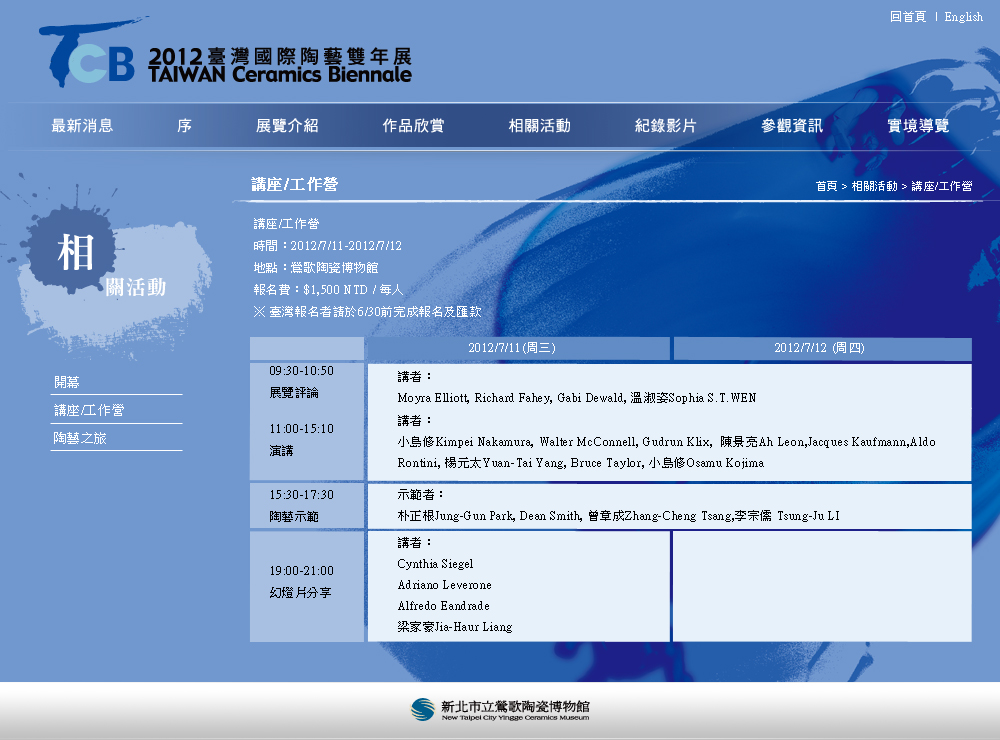 回首頁 | English
TCB 2012臺灣國際陶藝雙年展
TAIWAN Ceramics Biennale
最新消息 序 展覽介紹 作品欣賞 相關活動 紀錄影片 參觀資訊 實境導覽
講座/工作營
首頁 > 相關活動 > 講座/工作營
相關活動
開幕
講座/工作營
陶藝之旅
講座/工作營
時間：2012/7/11-2012/7/12
地點：鶯歌陶瓷博物館
報名費：$1,500 NTD / 每人
※ 臺灣報名者請於6/30前完成報名及匯款
2012/7/11(周三) 2012/7/12 (周四)
09:30-10:50
展覽評論
講者：
Moyra Elliott, Richard Fahey, Gabi Dewald, 溫淑姿Sophia S.T.WEN
11:00-15:10
演講
講者：
小島修Kimpei Nakamura, Walter McConnell, Gudrun Klix, 陳景亮Ah Leon,Jacques Kaufmann,Aldo
Rontini, 楊元太Yuan-Tai Yang, Bruce Taylor, 小島修Osamu Kojima
15:30-17:30
陶藝示範
示範者：
朴正根Jung-Gun Park, Dean Smith, 曾章成Zhang-Cheng Tsang,李宗儒 Tsung-Ju LI
19:00-21:00
幻燈片分享
講者：
Cynthia Siegel
Adriano Leverone
Alfredo Eandrade
梁家豪Jia-Haur Liang
新北市立鶯歌陶瓷博物館
New Taipei City Yingge Ceramics Museum